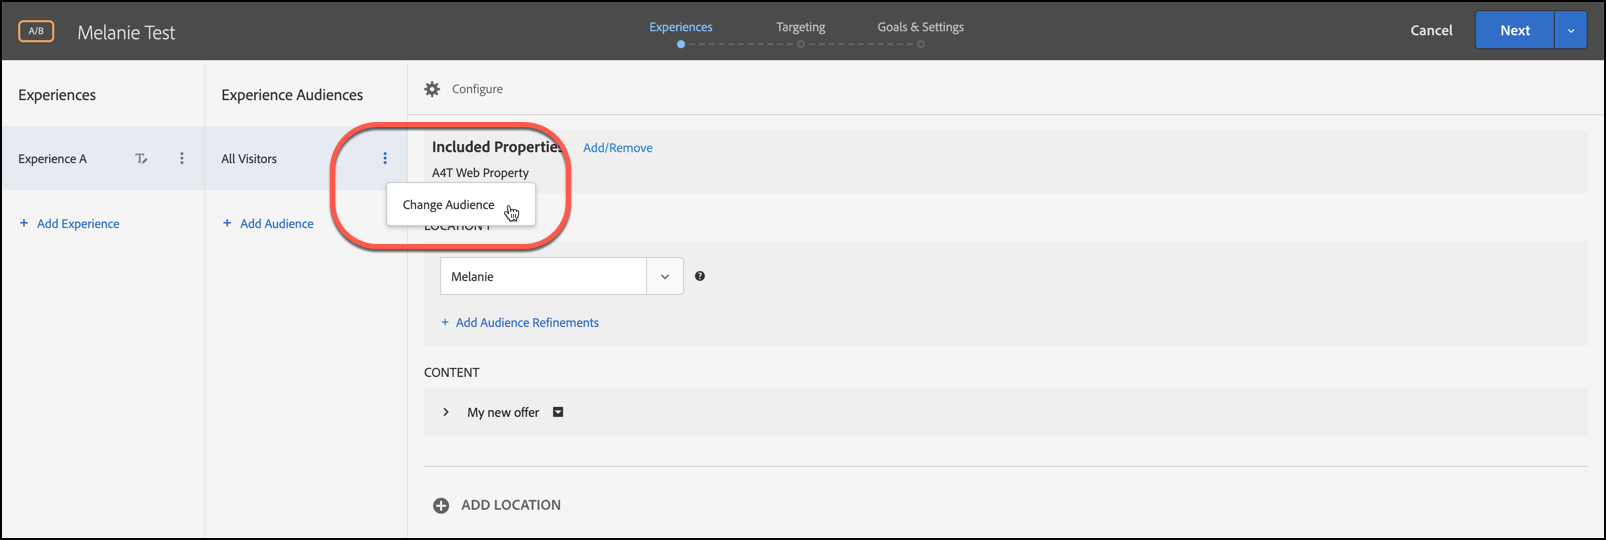 A/B
Melanie Test
Experiences
Targeting
Goals & Settings
Cancel
Next
Experiences
Experience Audiences
Configure
Experience A
All Visitors
Included Properties
Add/Remove
A4T Web Property
Change Audience
+ Add Experience
+ Add Audience
LOCATION 1
Melanie
+ Add Audience Refinements
CONTENT
My new offer
ADD LOCATION